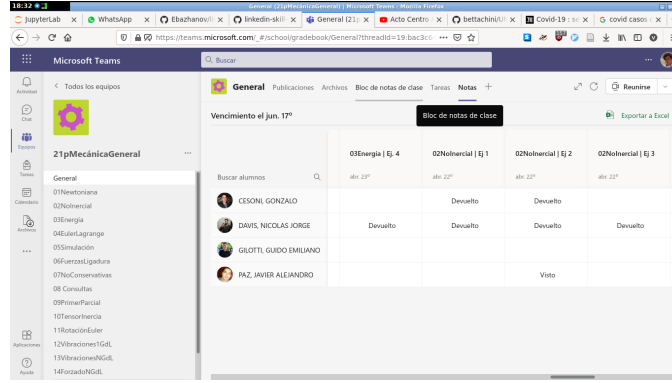 18:32
General (21pMecánicaGeneral) | Microsoft Teams - Mozilla Firefox
JupyterLab
WhatsApp
Ebazhanov/li
linkedin-skill-
General (21p
Acto Centro
bettachini/U
Covid-19 : se
covid casos
https://teams.microsoft.com/_#/school/gradebook/General?threadId=19:bac3c6
Microsoft Teams
Buscar
Actividad
Chat
Equipos
Tareas
Calendario
Archivos
Aplicaciones
Ayuda
Todos los equipos
21pMecánicaGeneral
General
01Newtoniana
02NoInercial
03Energía
04EulerLagrange
05Simulación
06FuerzasLigadura
07NoConservativas
08 Consultas
09PrimerParcial
10TensorInercia
11RotaciónEuler
12Vibraciones1GdL
13VibracionesNGdL
14ForzadoNGdL
General Publicaciones Archivos Bloc de notas de clase Tareas Notas
Reunirse
Vencimiento el jun. 17º
Bloc de notas de clase
Exportar a Excel
03Energia | Ej. 4 02NoInercial | Ej 1 02NoInercial | Ej 2 02NoInercial | Ej 3
Buscar alumnos abr. 23º abr. 22º abr. 22º abr. 22º
CESONI, GONZALO Devuelto Devuelto
DAVIS, NICOLAS JORGE Devuelto Devuelto Devuelto Devuelto
GILOTTI, GUIDO EMILIANO
PAZ, JAVIER ALEJANDRO Visto